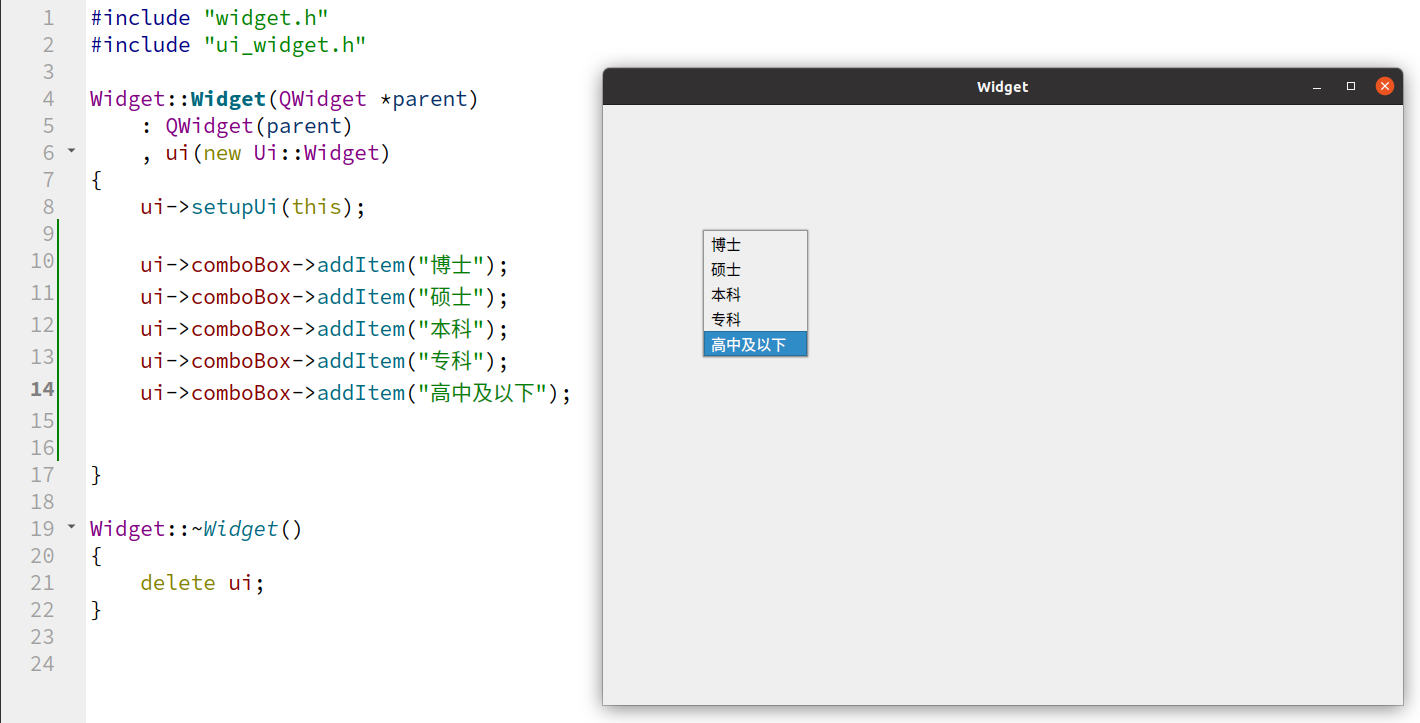 1 #include "widget.h"
2 #include "ui_widget.h"
3
4 Widget::Widget(QWidget *parent)
5     : QWidget(parent)
6     , ui(new Ui::Widget)
7 {
8     ui->setupUi(this);
9
10     ui->comboBox->addItem("博士");
11     ui->comboBox->addItem("硕士");
12     ui->comboBox->addItem("本科");
13     ui->comboBox->addItem("专科");
14     ui->comboBox->addItem("高中及以下");
15
16
17 }
18
19 Widget::~Widget()
20 {
21     delete ui;
22 }
23
24
Widget
博士
硕士
本科
专科
高中及以下